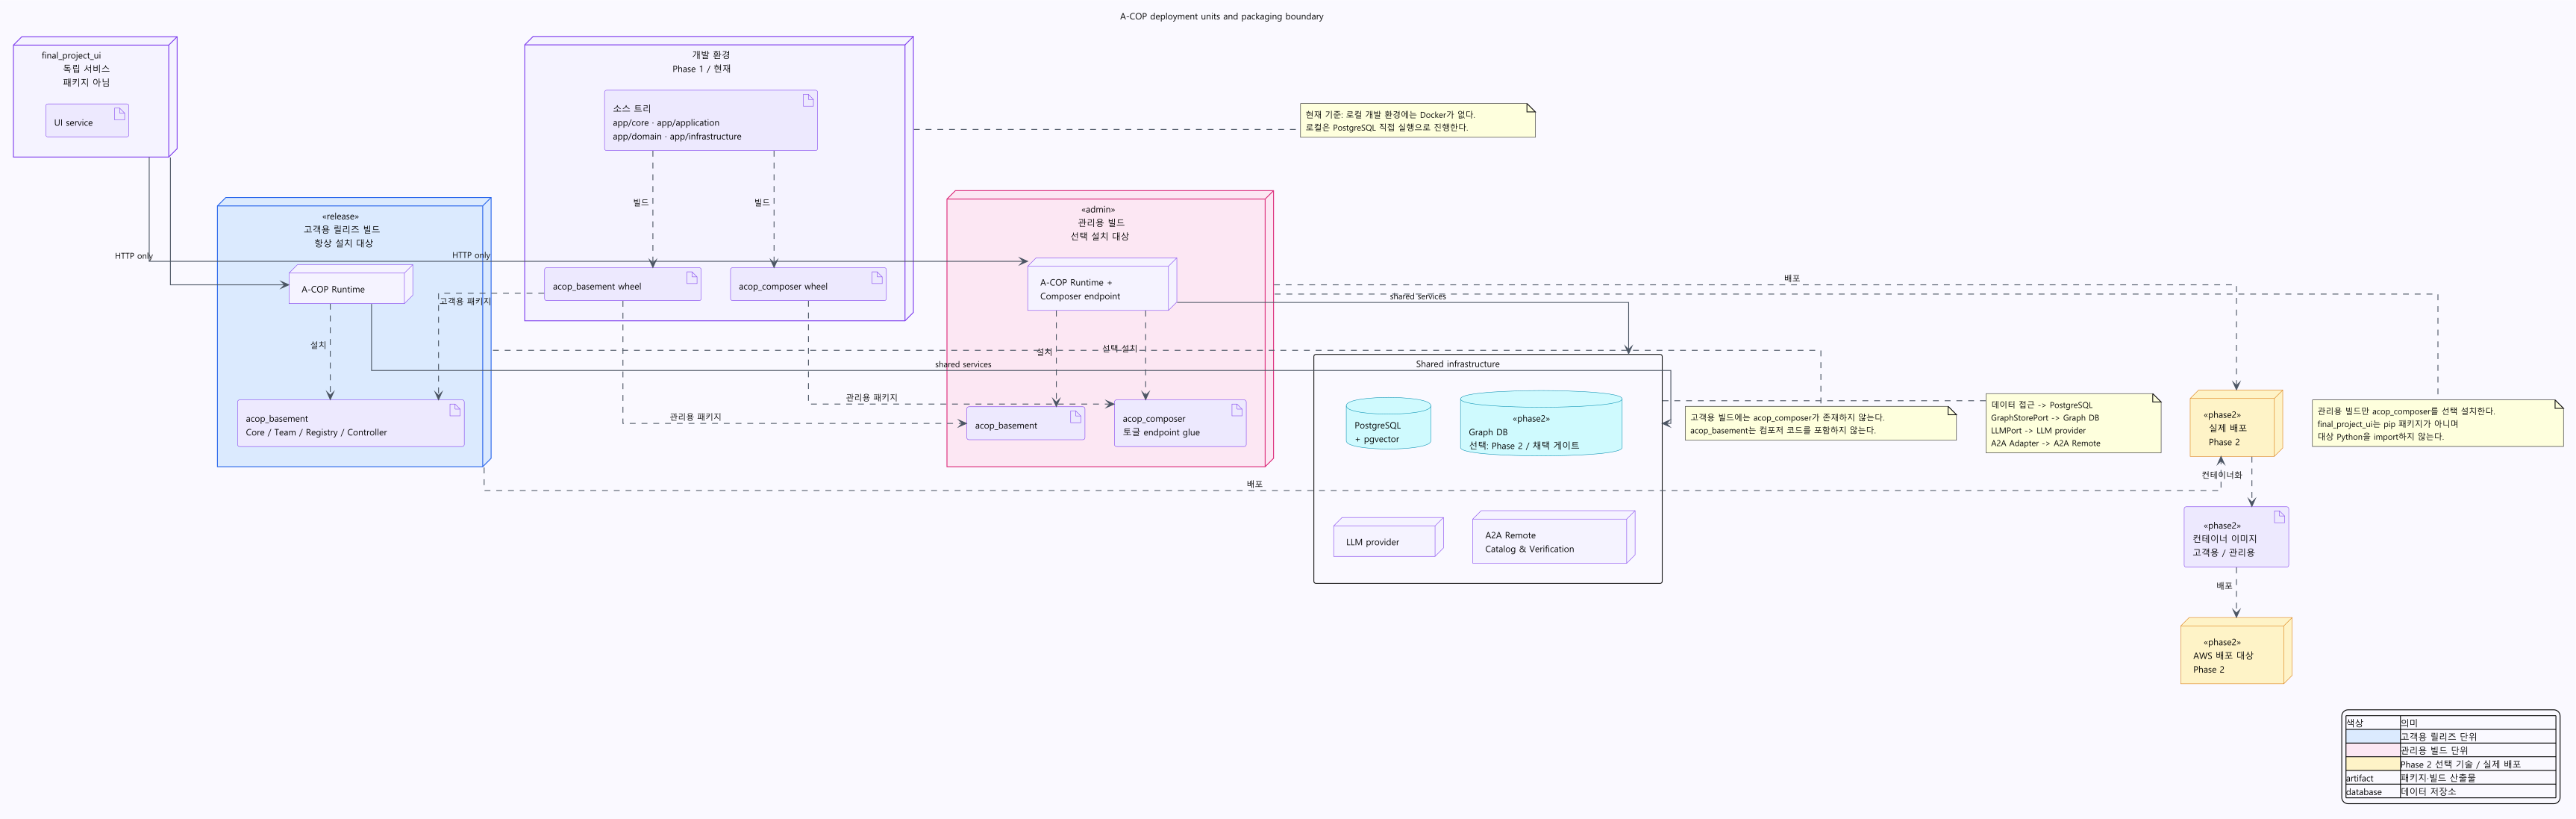 A-COP deployment units and packaging boundary
final_project_ui
독립 서비스
패키지 아님
UI service
개발 환경
Phase 1 / 현재
소스 트리
app/core · app/application
app/domain · app/infrastructure
현재 기준: 로컬 개발 환경에는 Docker가 없다.
로컬은 PostgreSQL 직접 실행으로 진행한다.
빌드
빌드
«release»
고객용 릴리즈 빌드
항상 설치 대상
«admin»
관리용 빌드
선택 설치 대상
HTTP only
HTTP only
A-COP Runtime
acop_basement wheel
acop_composer wheel
A-COP Runtime +
Composer endpoint
배포
고객용 패키지
shared services
설치
설치
선택 설치
shared services
Shared infrastructure
관리용 패키지
관리용 패키지
acop_basement
Core / Team / Registry / Controller
acop_basement
acop_composer
토글 endpoint glue
PostgreSQL
+ pgvector
«phase2»
Graph DB
선택: Phase 2 / 채택 게이트
고객용 빌드에는 acop_composer가 존재하지 않는다.
acop_basement는 컴포저 코드를 포함하지 않는다.
데이터 접근 -> PostgreSQL
GraphStorePort -> Graph DB
LLMPort -> LLM provider
A2A Adapter -> A2A Remote
«phase2»
실제 배포
Phase 2
관리용 빌드만 acop_composer를 선택 설치한다.
final_project_ui는 pip 패키지가 아니며
대상 Python을 import하지 않는다.
배포
컨테이너화
LLM provider
A2A Remote
Catalog & Verification
«phase2»
컨테이너 이미지
고객용 / 관리용
배포
«phase2»
AWS 배포 대상
Phase 2
색상 의미
고객용 릴리즈 단위
관리용 빌드 단위
Phase 2 선택 기술 / 실제 배포
artifact 패키지·빌드 산출물
database 데이터 저장소